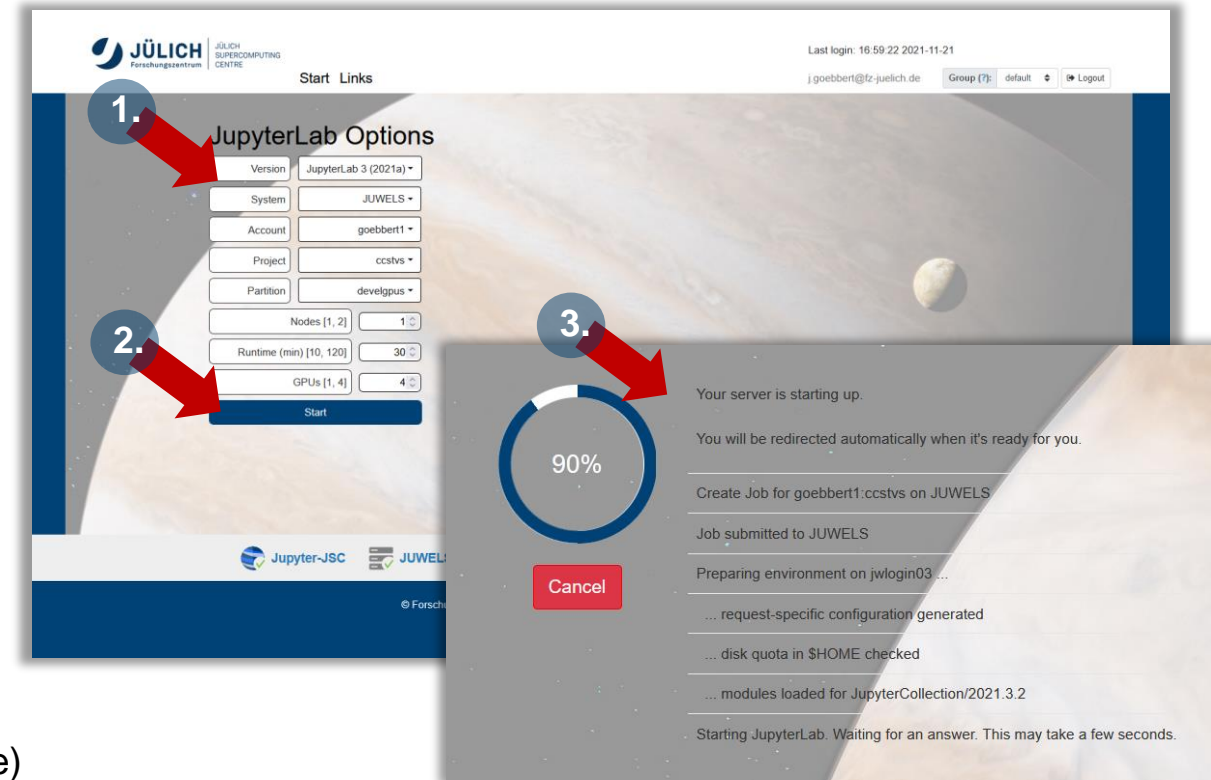 JÜLICH
Forschungszentrum
JÜLICH
SUPERCOMPUTING
CENTRE
Start Links
Last login: 16:59:22 2021-11-21
j.goebbert@fz-juelich.de Group (?): default Logout
1.
JupyterLab Options
Version JupyterLab 3 (2021a)
System JUWELS
Account goebbert1
Project ccstvs
Partition develgpus
Nodes [1, 2] 1
Runtime (min) [10, 120] 30
GPUs [1, 4] 4
2.
Start
Jupyter-JSC JUWELS
© Forsch
3.
90%
Cancel
Your server is starting up.
You will be redirected automatically when it's ready for you.
Create Job for goebbert1:ccstvs on JUWELS
Job submitted to JUWELS
Preparing environment on jwlogin03 ...
... request-specific configuration generated
... disk quota in $HOME checked
... modules loaded for JupyterCollection/2021.3.2
Starting JupyterLab. Waiting for an answer. This may take a few seconds.
e)